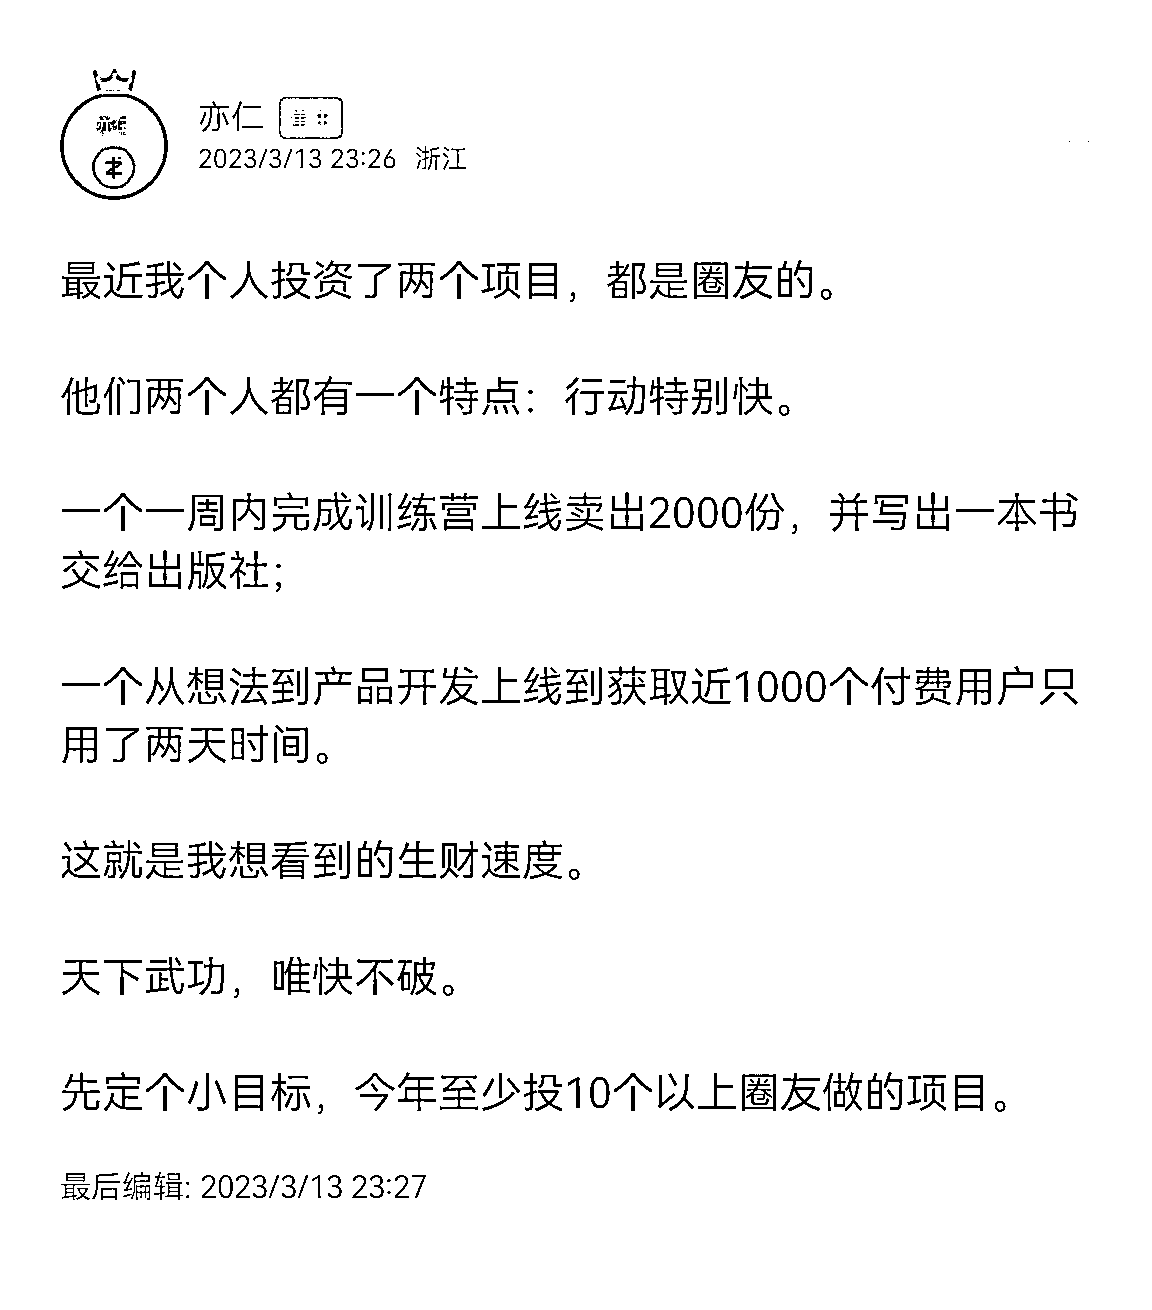 亦仁
2023/3/13 23:26 浙江
最近我个人投资了两个项目，都是圈友的。
他们两个人都有一个特点：行动特别快。
一个一周内完成训练营上线卖出2000份，并写出一本书
交给出版社；
一个从想法到产品开发上线到获取近1000个付费用户只
用了两天时间。
这就是我想看到的生财速度。
天下武功，唯快不破。
先定个小目标，今年至少投10个以上圈友做的项目。
最后编辑: 2023/3/13 23:27